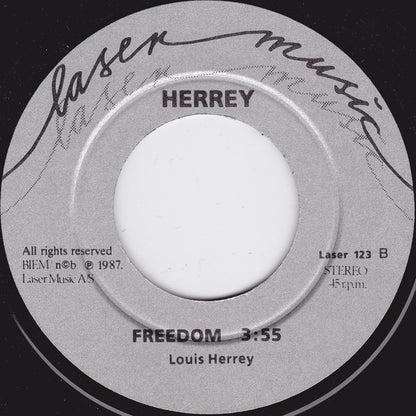 laser music
HERREY
All rights reserved
BIEM n©b ℗ 1987.
Laser Music A/S
Laser 123 B
STEREO
45 r.p.m.
FREEDOM 3:55
Louis Herrey